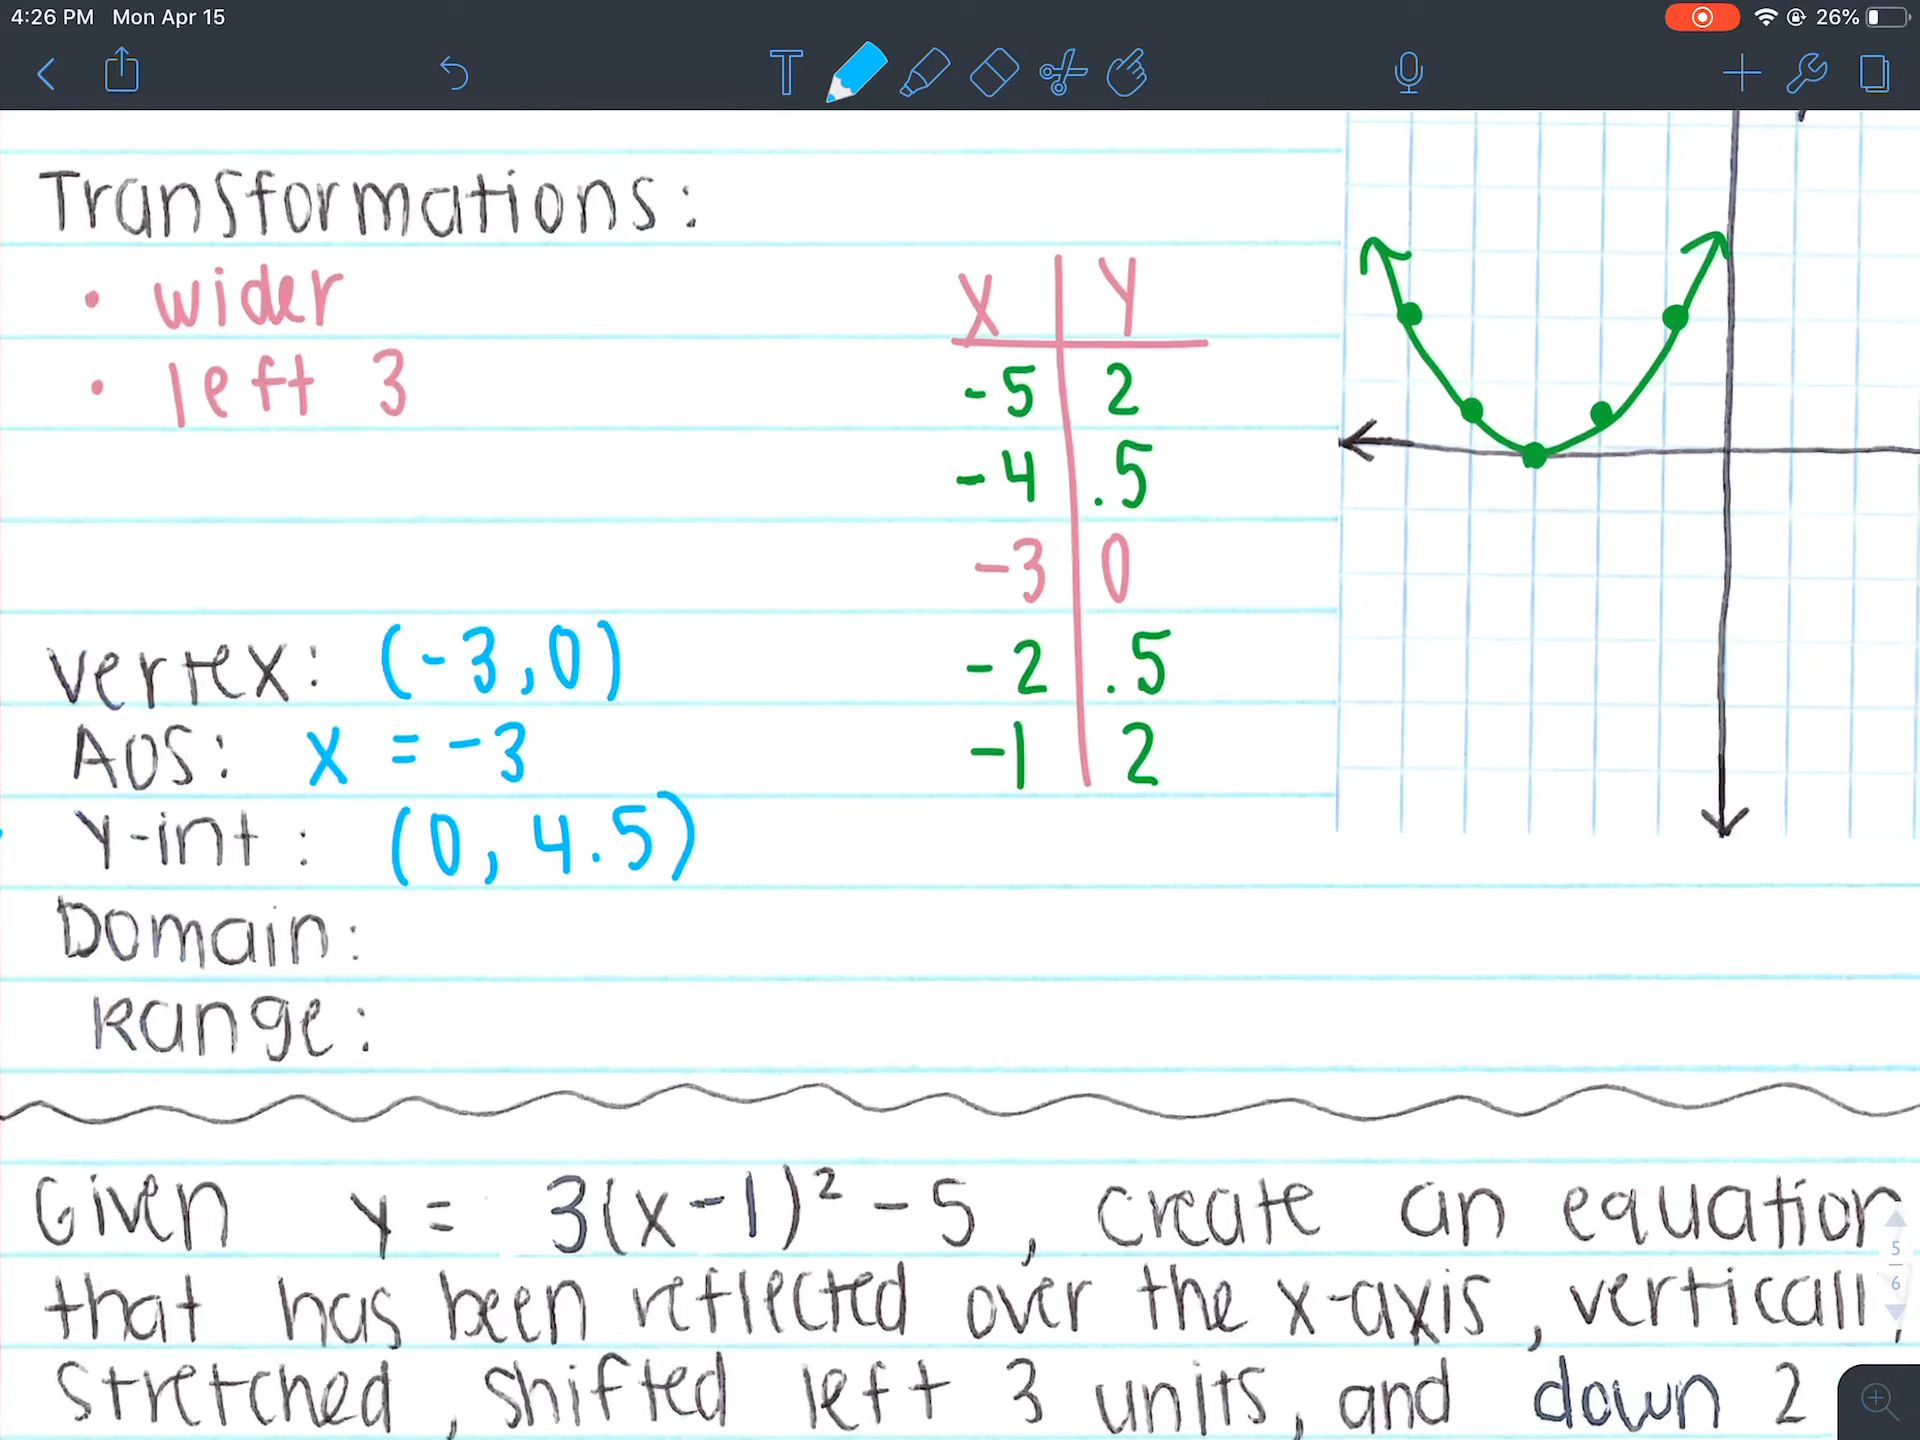 4:26 PM Mon Apr 15
26%
T
Transformations:
• wider
• left 3
X Y
-5 2
-4 .5
-3 0
-2 .5
-1 2
vertex: (-3,0)
AOS: x = -3
Y-int: (0, 4.5)
Domain:
Range:
Given y = 3(x-1)² - 5, create an equation
that has been reflected over the x-axis, verticall
stretched, shifted left 3 units, and down 2
5
6